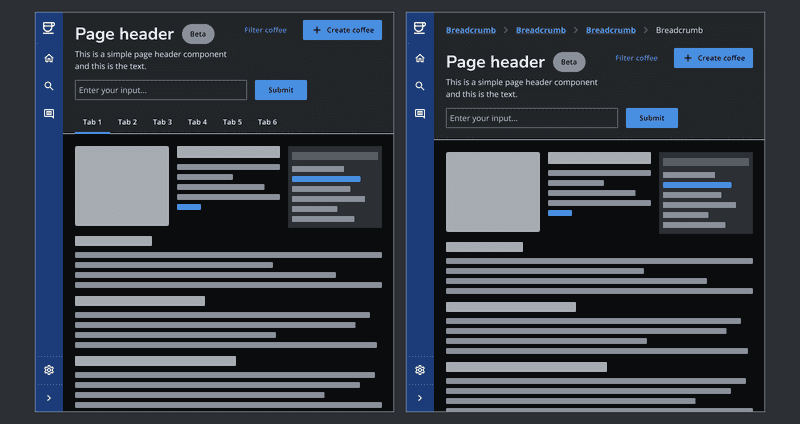 Page header
Beta
Filter coffee
Create coffee
This is a simple page header component
and this is the text.
Enter your input...
Submit
Tab 1 Tab 2 Tab 3 Tab 4 Tab 5 Tab 6
Breadcrumb Breadcrumb Breadcrumb Breadcrumb
Page header
Beta
Filter coffee
Create coffee
This is a simple page header component
and this is the text.
Enter your input...
Submit